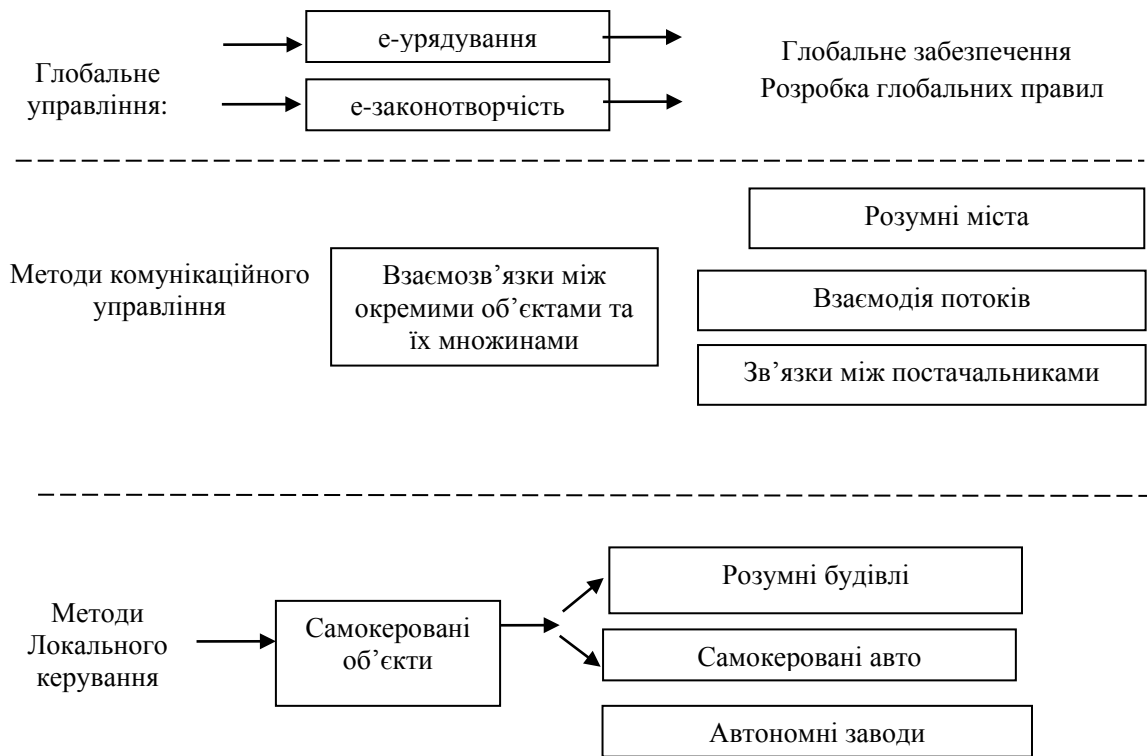 Глобальне
управління:
е-урядування
е-законотворчість
Глобальне забезпечення
Розробка глобальних правил
Методи комунікаційного
управління
Взаємозв’язки між
окремими об’єктами та
їх множинами
Розумні міста
Взаємодія потоків
Зв’язки між постачальниками
Методи
Локального
керування
Самокеровані
об’єкти
Розумні будівлі
Самокеровані авто
Автономні заводи